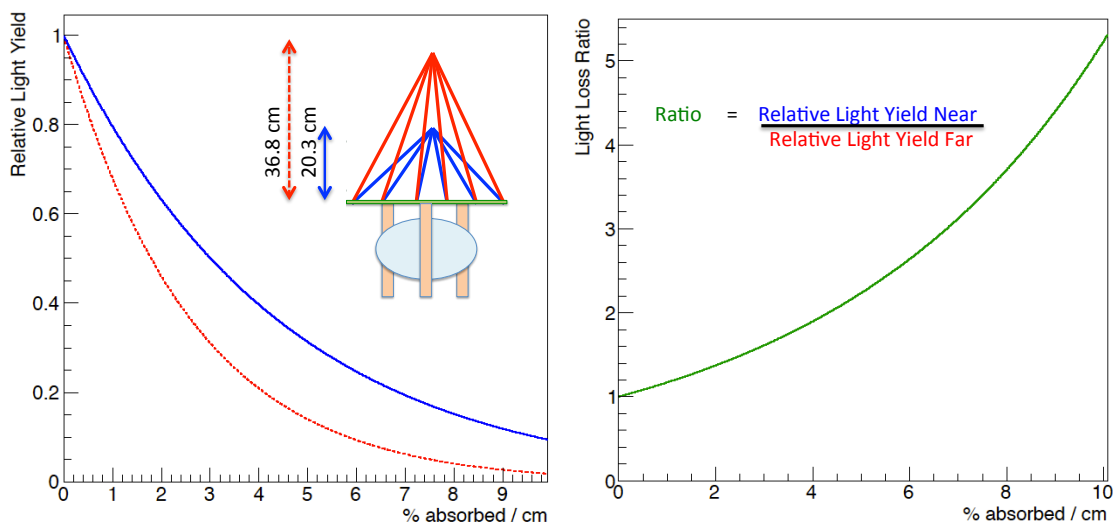 Relative Light Yield
1
0.8
0.6
0.4
0.2
0
0 1 2 3 4 5 6 7 8 9
% absorbed / cm
36.8 cm
20.3 cm
Light Loss Ratio
5
4
3
2
1
0
0 2 4 6 8 10
% absorbed / cm
Ratio = Relative Light Yield Near
Relative Light Yield Far